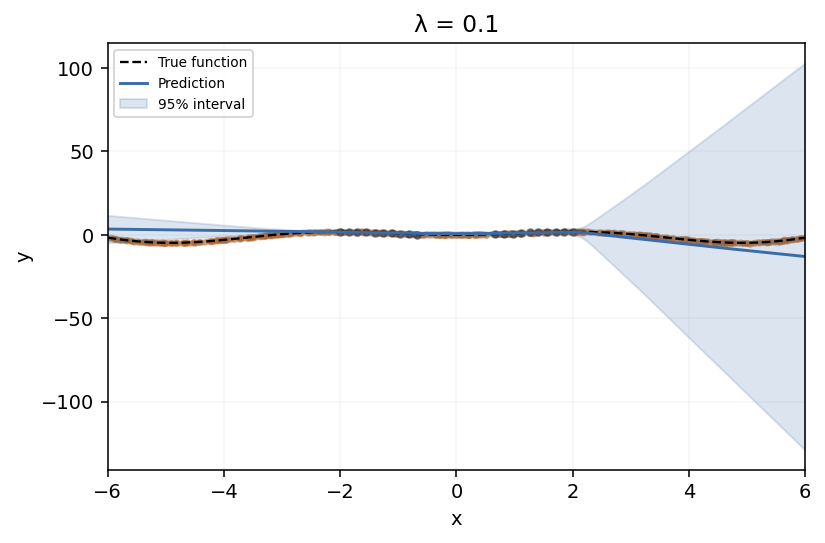 λ = 0.1
True function
Prediction
95% interval
100
50
0
−50
−100
y
−6
−4
−2
0
2
4
6
x